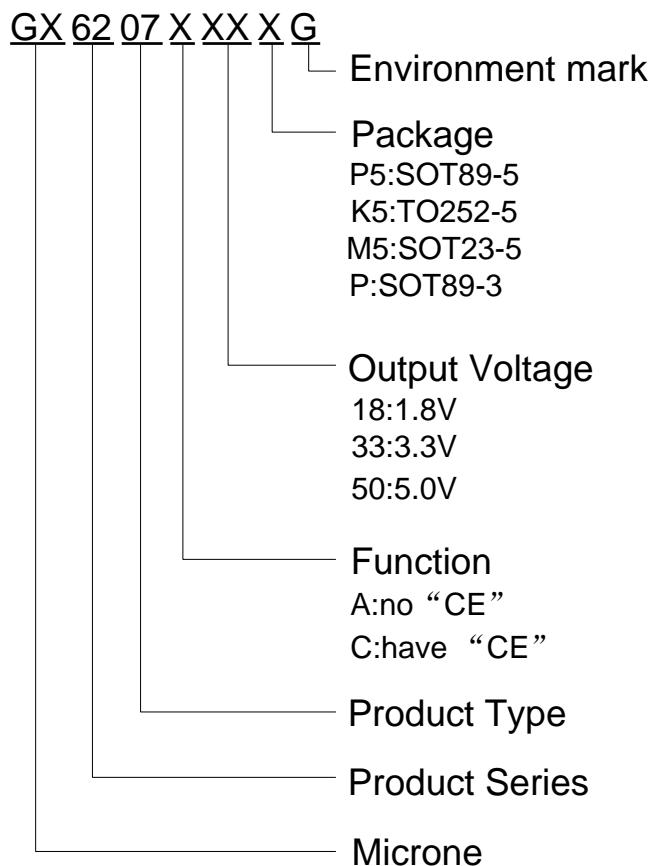 GX 62 07 X XX X G
Environment mark
Package
P5:SOT89-5
K5:TO252-5
M5:SOT23-5
P:SOT89-3
Output Voltage
18:1.8V
33:3.3V
50:5.0V
Function
A:no “CE”
C:have “CE”
Product Type
Product Series
Microne